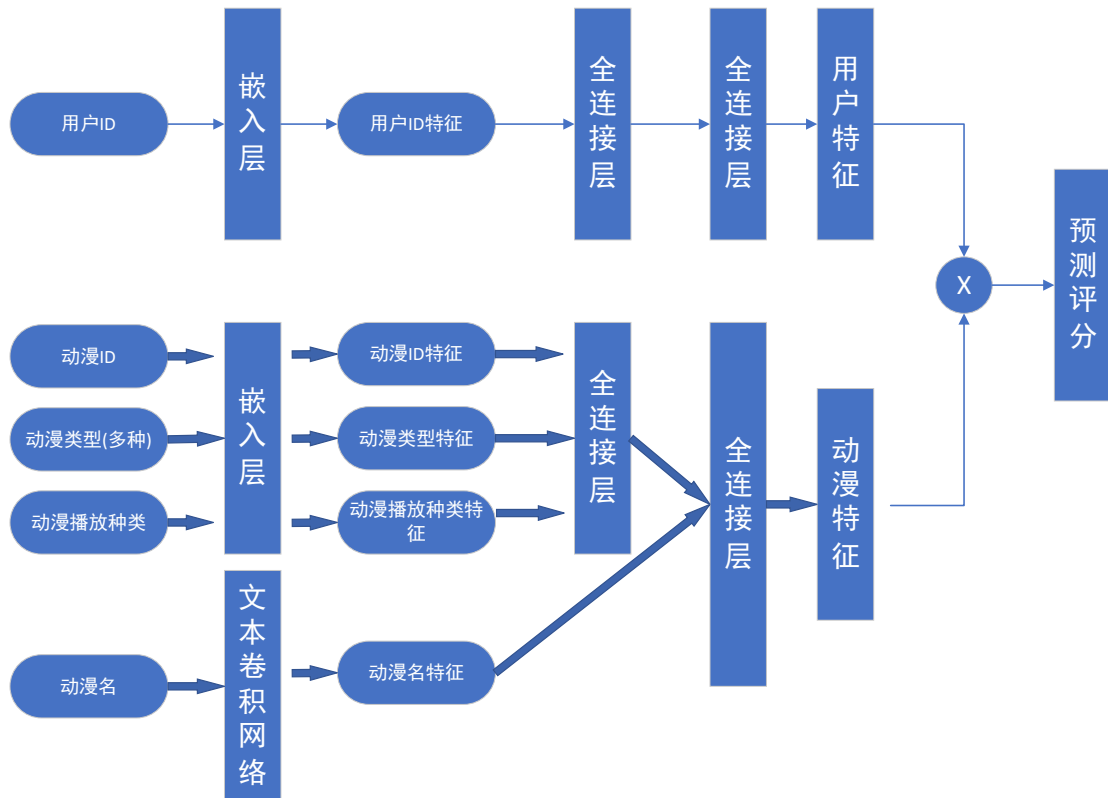 用户ID
嵌入层
用户ID特征
全连接层
全连接层
用户特征
X
预测评分
动漫ID
动漫类型(多种)
动漫播放种类
嵌入层
动漫ID特征
动漫类型特征
动漫播放种类特
征
全连接层
全连接层
动漫特征
动漫名
文本卷积网络
动漫名特征